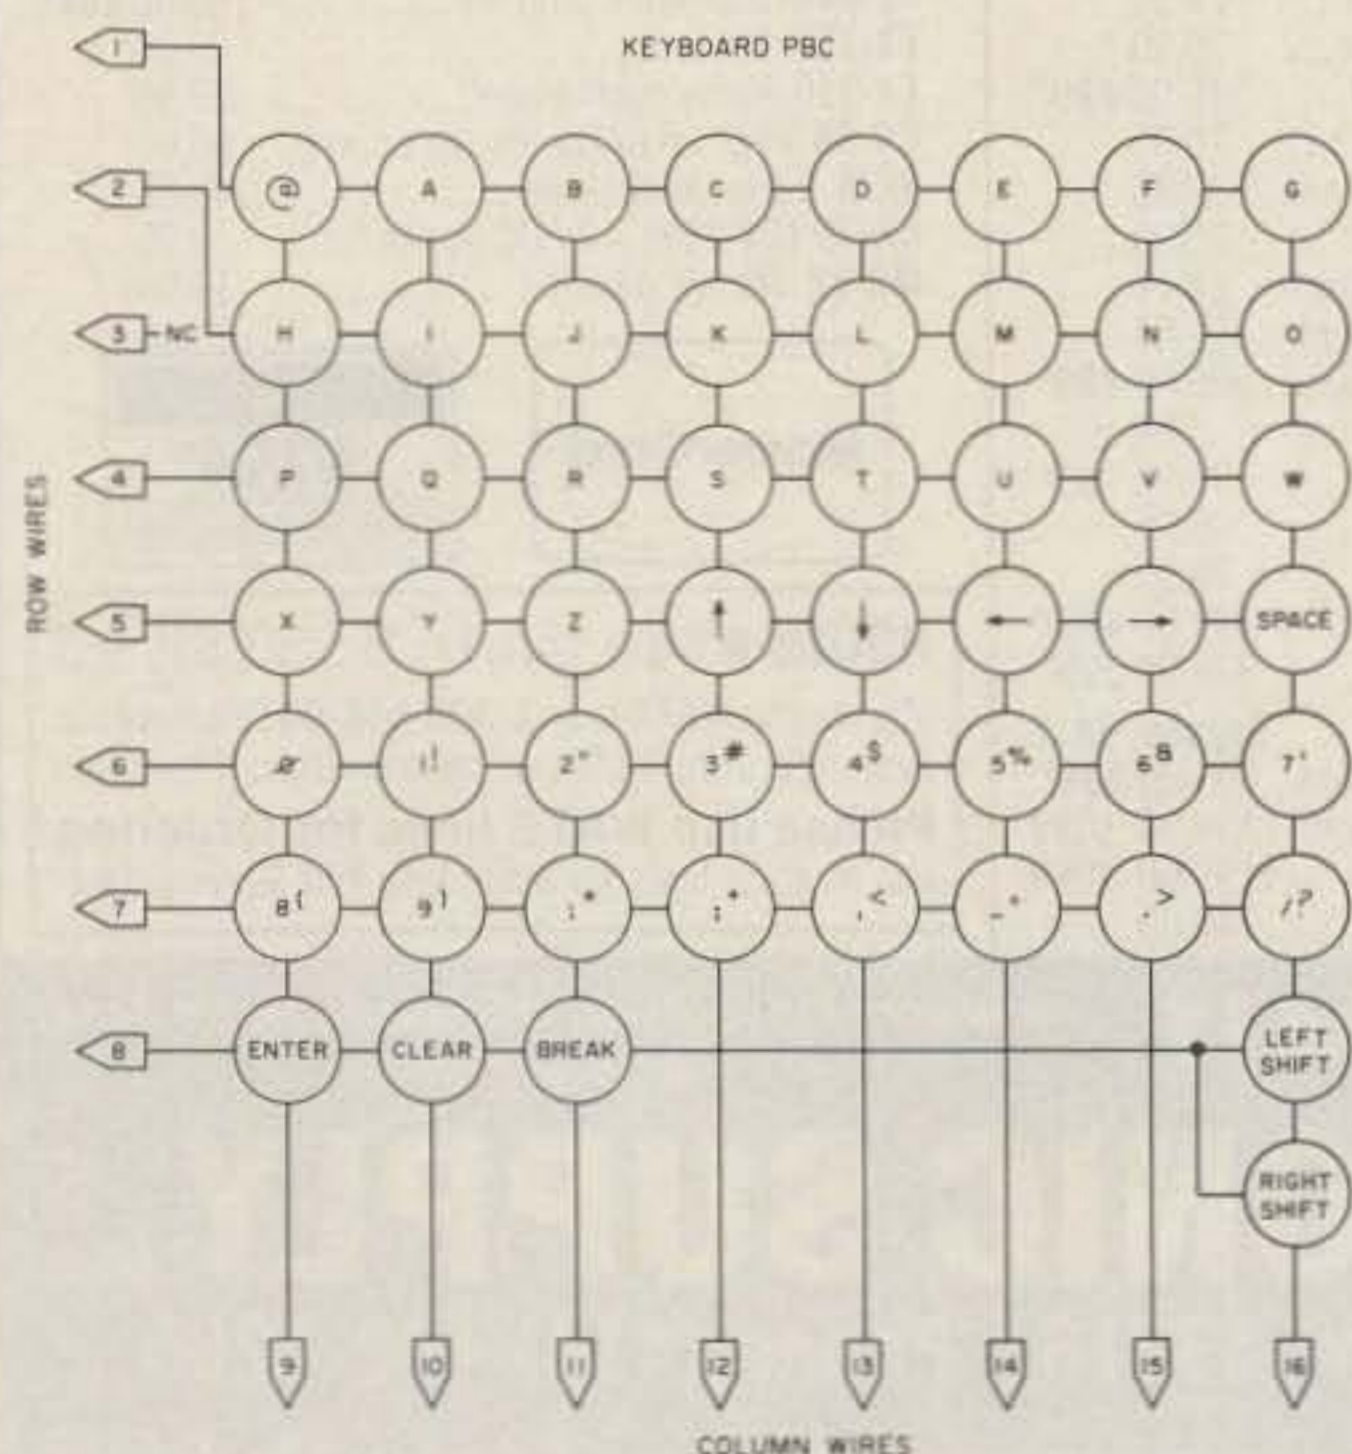 1
KEYBOARD PBC
2
@ A B C D E F G
3 NC
H I J K L M N O
4
P Q R S T U V W
ROW WIRES
5
X Y Z ↑ ↓ ← → SPACE
6
1! 2" 3# 4$ 5% 6& 7'
7
8( 9) :* ;+ ,< .> /?
8
ENTER CLEAR BREAK LEFT SHIFT
RIGHT SHIFT
9 10 11 12 13 14 15 16
COLUMN WIRES